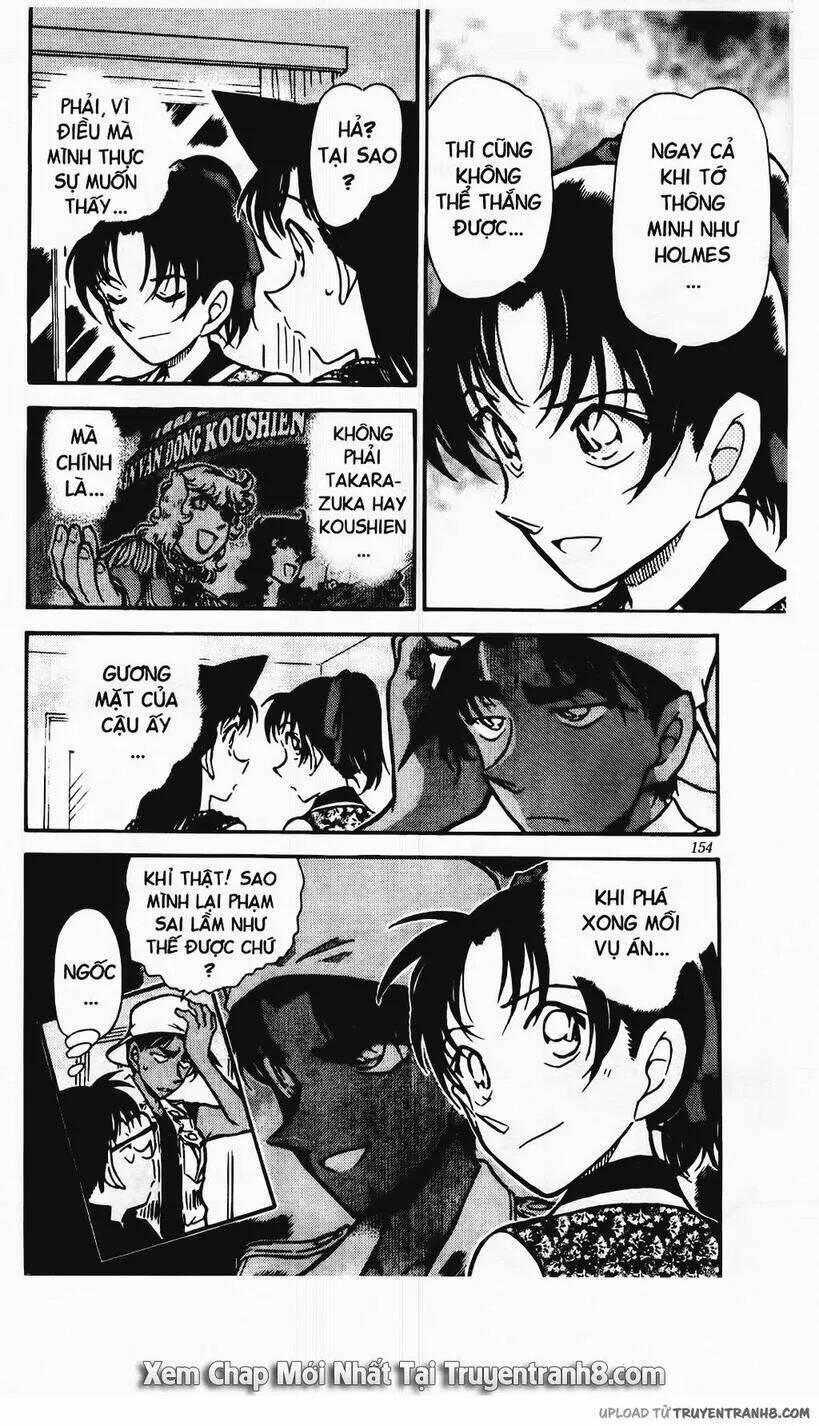 NGAY CẢ
KHI TỚ
THÔNG
MINH NHƯ
HOLMES
...
THÌ CŨNG
KHÔNG
THỂ THẮNG
ĐƯỢC...
HẢ?
TẠI SAO
?
PHẢI, VÌ
ĐIỀU MÀ
MÌNH THỰC
SỰ MUỐN
THẤY...
KHÔNG
PHẢI
TAKARA-
ZUKA HAY
KOUSHIEN
...
VẬN ĐỘNG KOUSHIEN
MÀ
CHÍNH
LÀ...
GƯƠNG
MẶT CỦA
CẬU ẤY
...
154
KHI PHÁ
XONG MỖI
VỤ ÁN...
KHỈ THẬT! SAO
MÌNH LẠI PHẠM
SAI LẦM NHƯ
THẾ ĐƯỢC CHỨ
?
NGỐC
...
Xem Chap Mới Nhất Tại Truyentranh8.com
UPLOAD TỪ TRUYENTRANH8.COM